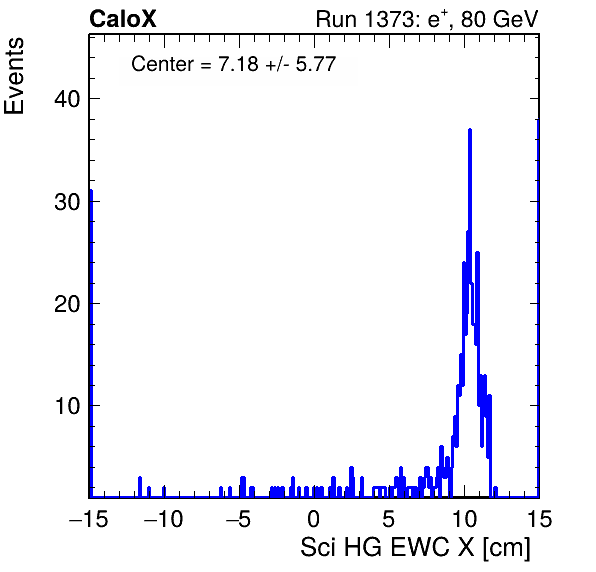 CaloX Run 1373: e⁺, 80 GeV
Center = 7.18 +/- 5.77
Events
40
30
20
10
−15 −10 −5 0 5 10 15
Sci HG EWC X [cm]